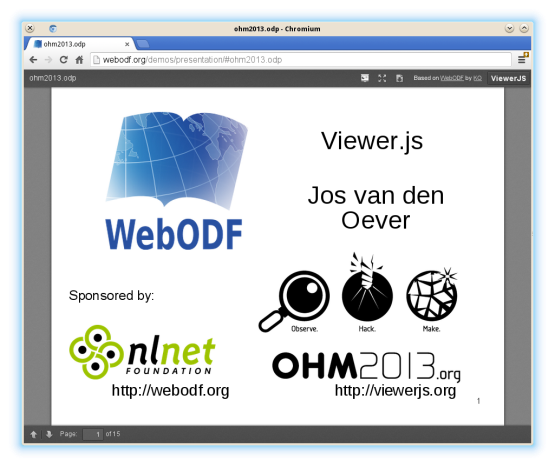 ohm2013.odp - Chromium
ohm2013.odp
webodf.org/demos/presentation/#ohm2013.odp
ohm2013.odp
Based on WebODF by KO
ViewerJS
WebODF
Viewer.js
Jos van den
Oever
Sponsored by:
Observe.
Hack.
Make.
nlnet
FOUNDATION
OHM2013.org
http://webodf.org
http://viewerjs.org
1
Page:
1
of 15